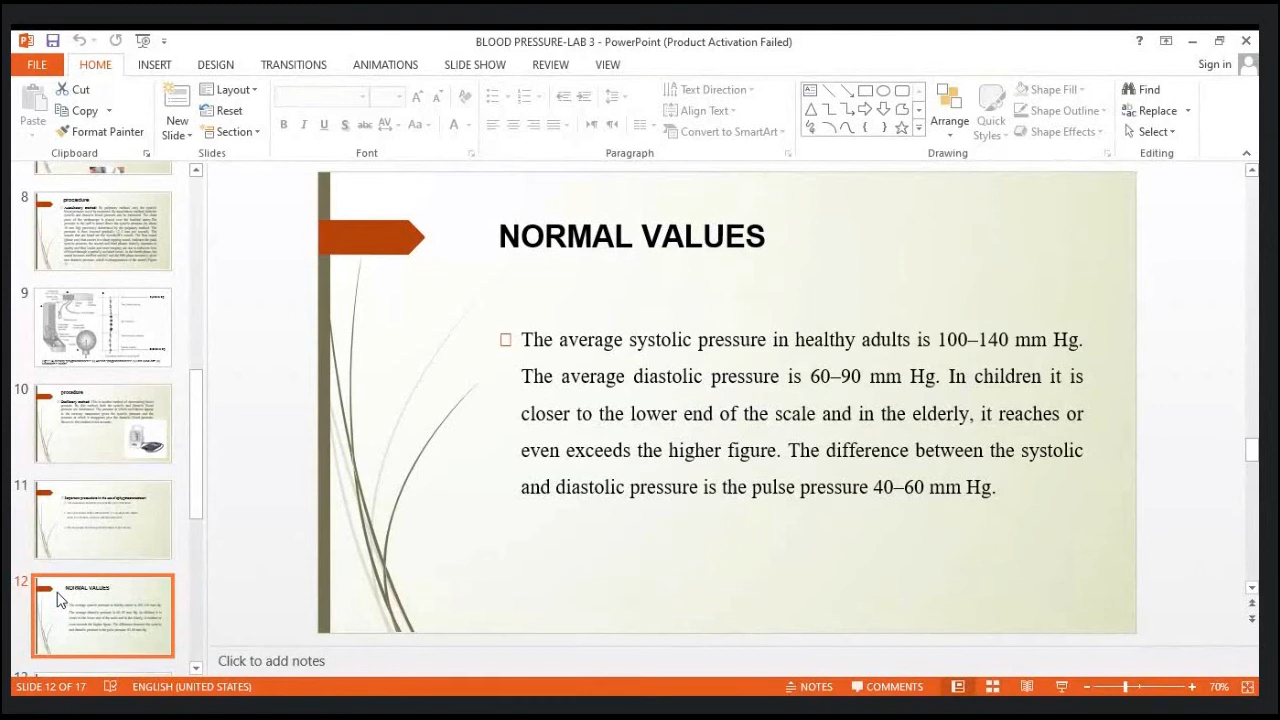 BLOOD PRESSURE-LAB 3 - PowerPoint (Product Activation Failed)
?
FILE HOME INSERT DESIGN TRANSITIONS ANIMATIONS SLIDE SHOW REVIEW VIEW Sign in
Paste
Cut
Copy
Format Painter
Clipboard
New
Slide
Layout
Reset
Section
Slides
B I U S abc AV Aa A
Font
Text Direction
Align Text
Convert to SmartArt
Paragraph
Arrange
Quick
Styles
Shape Fill
Shape Outline
Shape Effects
Drawing
Find
Replace
Select
Editing
8
procedure
9
10
procedure
11
12
NORMAL VALUES
NORMAL VALUES
The average systolic pressure in healthy adults is 100–140 mm Hg.
The average diastolic pressure is 60–90 mm Hg. In children it is
closer to the lower end of the scale and in the elderly, it reaches or
even exceeds the higher figure. The difference between the systolic
and diastolic pressure is the pulse pressure 40–60 mm Hg.
Click to add notes
SLIDE 12 OF 17 ENGLISH (UNITED STATES) NOTES COMMENTS 70%